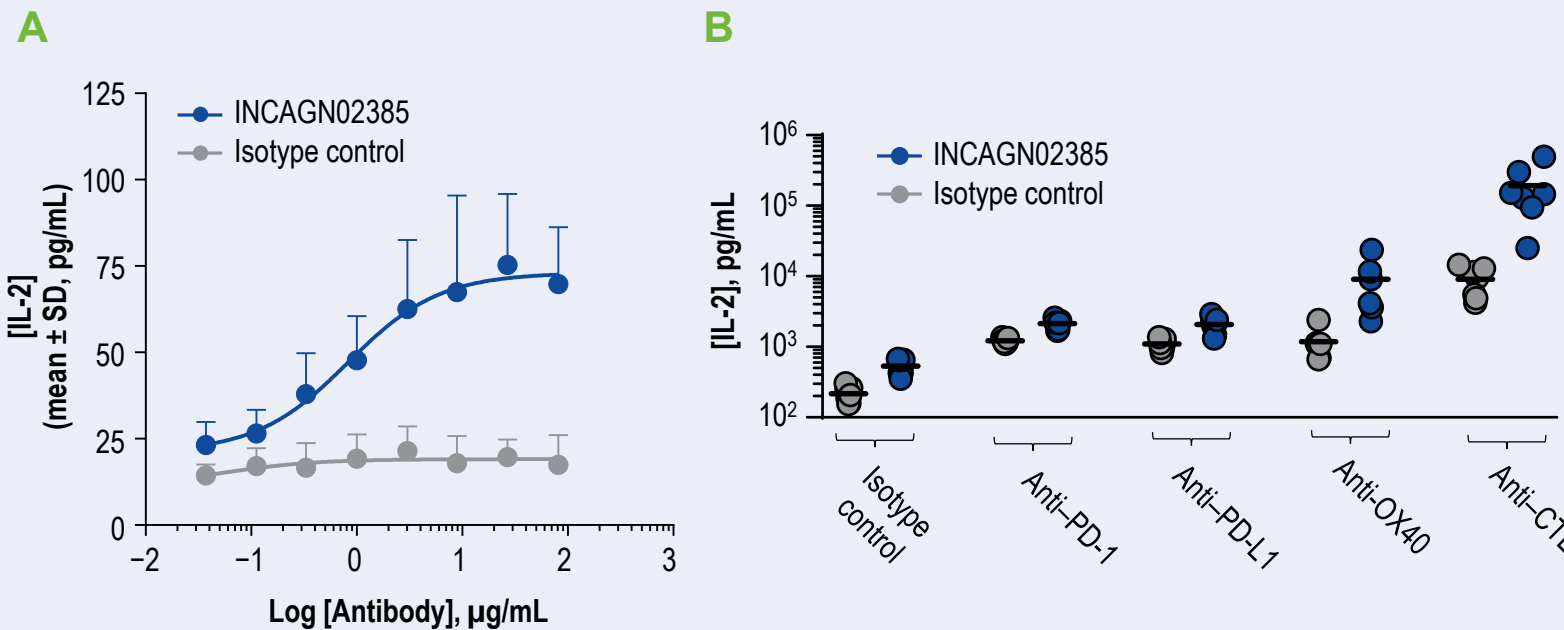 A
[IL-2]
(mean ± SD, pg/mL)
125
100
75
50
25
0
INCAGN02385
Isotype control
−2
−1
0
1
2
3
Log [Antibody], µg/mL
B
[IL-2], pg/mL
10⁶
10⁵
10⁴
10³
10²
INCAGN02385
Isotype control
Isotype
control
Anti–PD-1
Anti–PD-L1
Anti-OX40